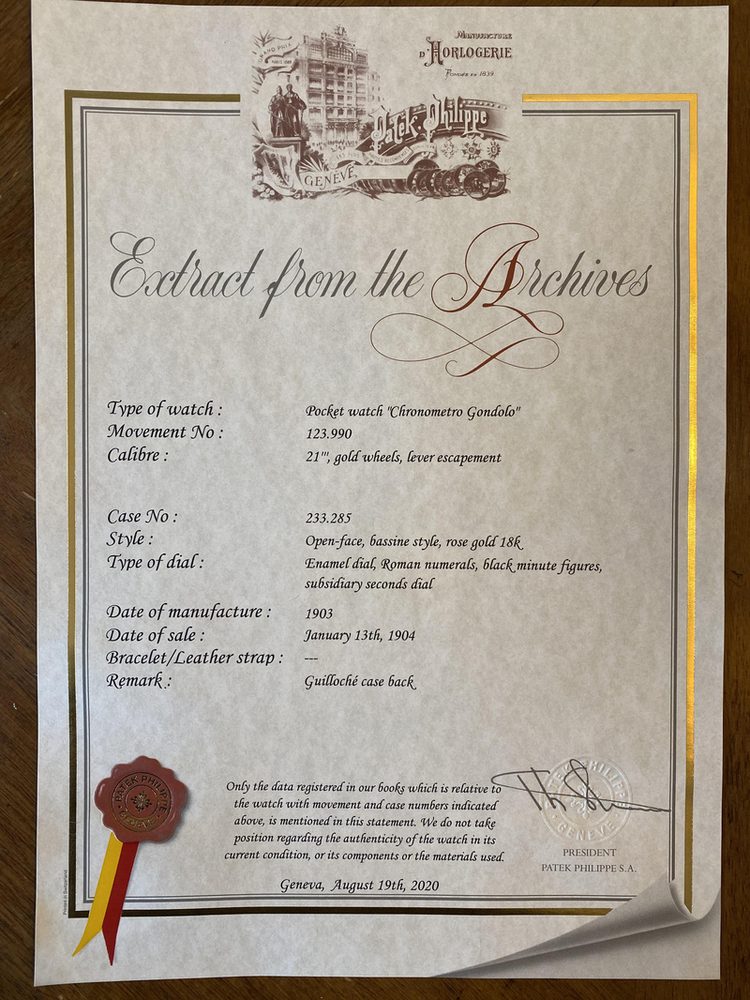 MANUFACTURE
D'HORLOGERIE
FONDÉE EN 1839
GRAND PRIX
Patek Philippe
GENÈVE
Extract from the Archives
Type of watch : Pocket watch "Chronometro Gondolo"
Movement No : 123.990
Calibre : 21''', gold wheels, lever escapement
Case No : 233.285
Style : Open-face, bassine style, rose gold 18k
Type of dial : Enamel dial, Roman numerals, black minute figures,
subsidiary seconds dial
Date of manufacture : 1903
Date of sale : January 13th, 1904
Bracelet/Leather strap : ---
Remark : Guilloché case back
PATEK PHILIPPE
GENEVE
Only the data registered in our books which is relative to
the watch with movement and case numbers indicated
above, is mentioned in this statement. We do not take
position regarding the authenticity of the watch in its
current condition, or its components or the materials used.
Geneva, August 19th, 2020
PATEK PHILIPPE
GENEVE
PRESIDENT
PATEK PHILIPPE S.A.
Printed in Switzerland